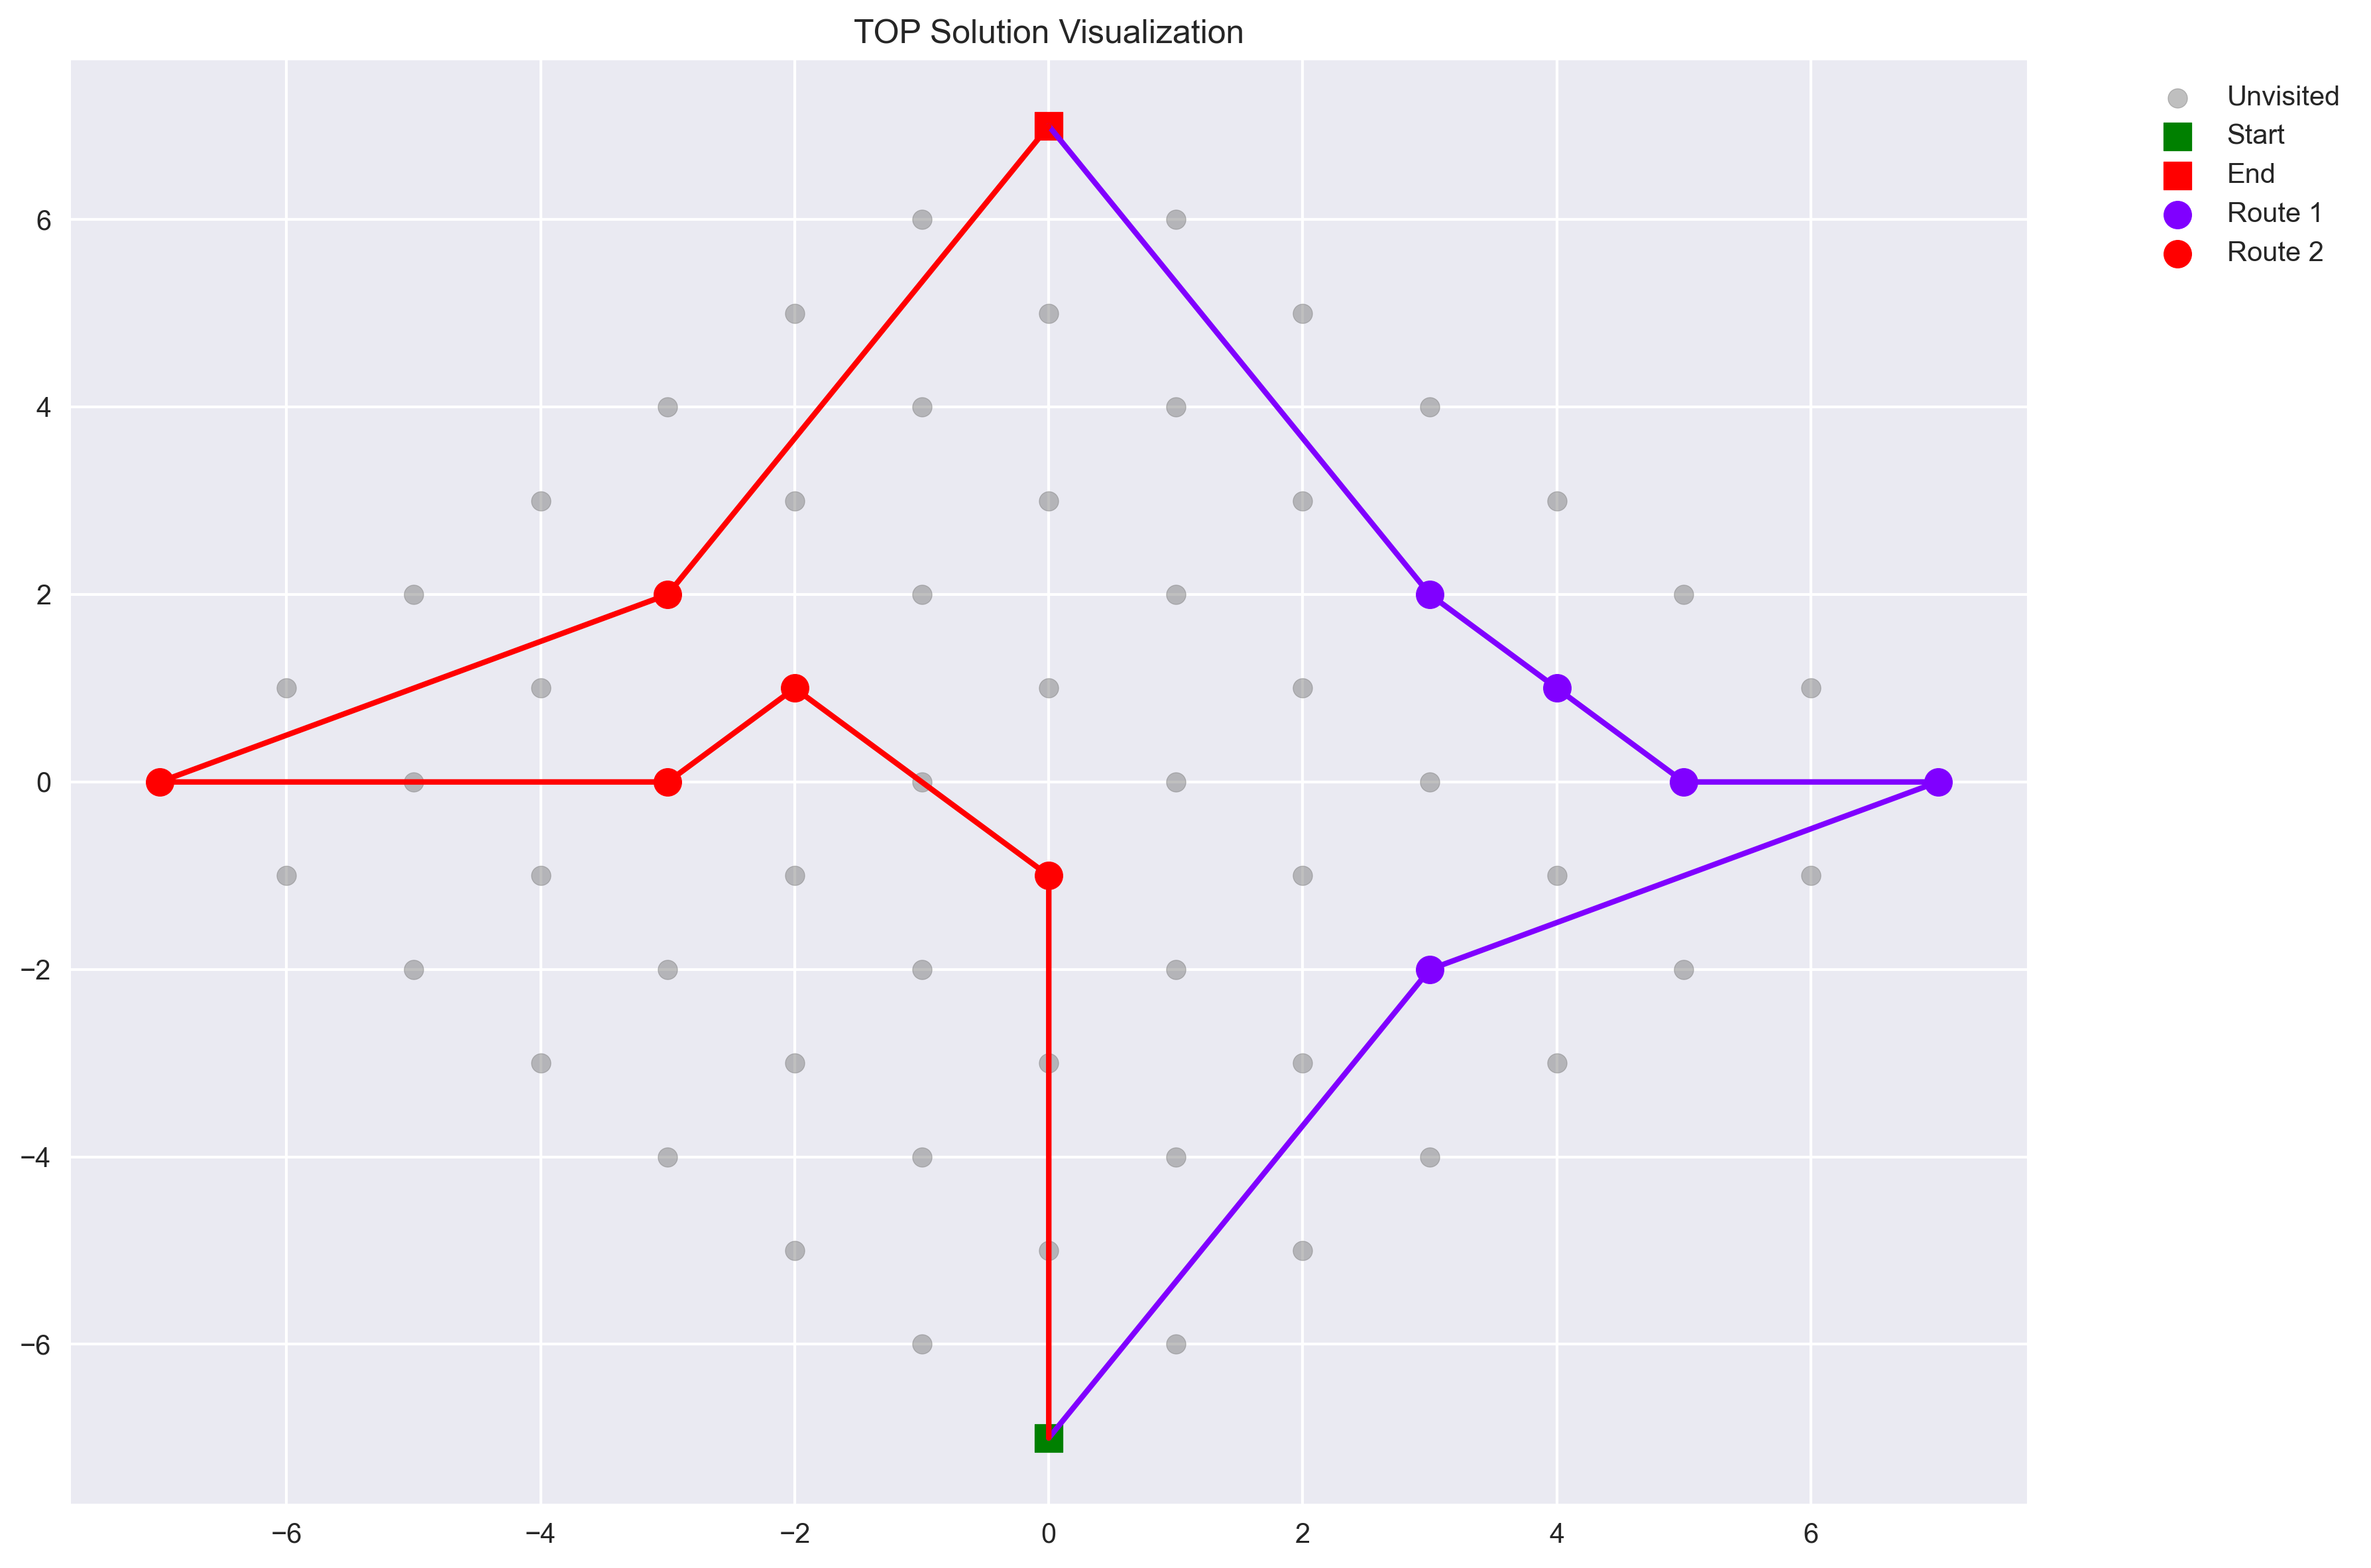 TOP Solution Visualization
Unvisited
Start
End
Route 1
Route 2
6
4
2
0
−2
−4
−6
−6 −4 −2 0 2 4 6